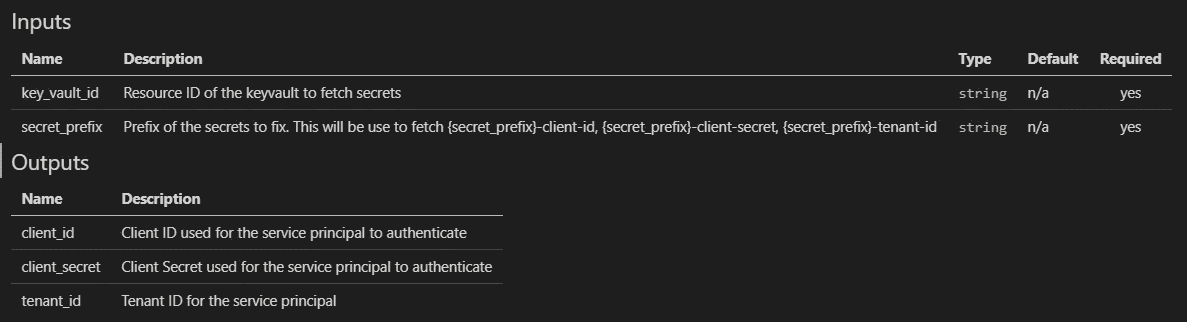 Inputs
Name Description Type Default Required
key_vault_id Resource ID of the keyvault to fetch secrets string n/a yes
secret_prefix Prefix of the secrets to fix. This will be use to fetch {secret_prefix}-client-id, {secret_prefix}-client-secret, {secret_prefix}-tenant-id string n/a yes
Outputs
Name Description
client_id Client ID used for the service principal to authenticate
client_secret Client Secret used for the service principal to authenticate
tenant_id Tenant ID for the service principal